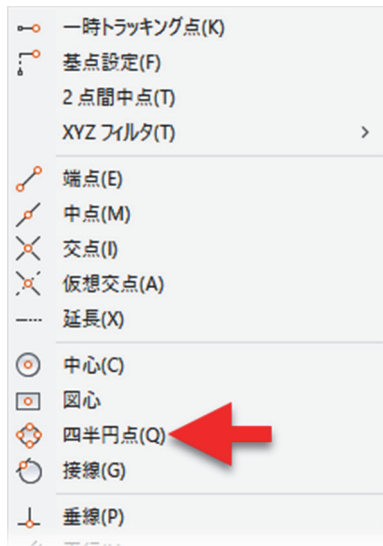 一時トラッキング点(K)
基点設定(F)
2 点間中点(T)
XYZ フィルタ(T)
端点(E)
中点(M)
交点(I)
仮想交点(A)
延長(X)
中心(C)
図心
四半円点(Q)
接線(G)
垂線(P)